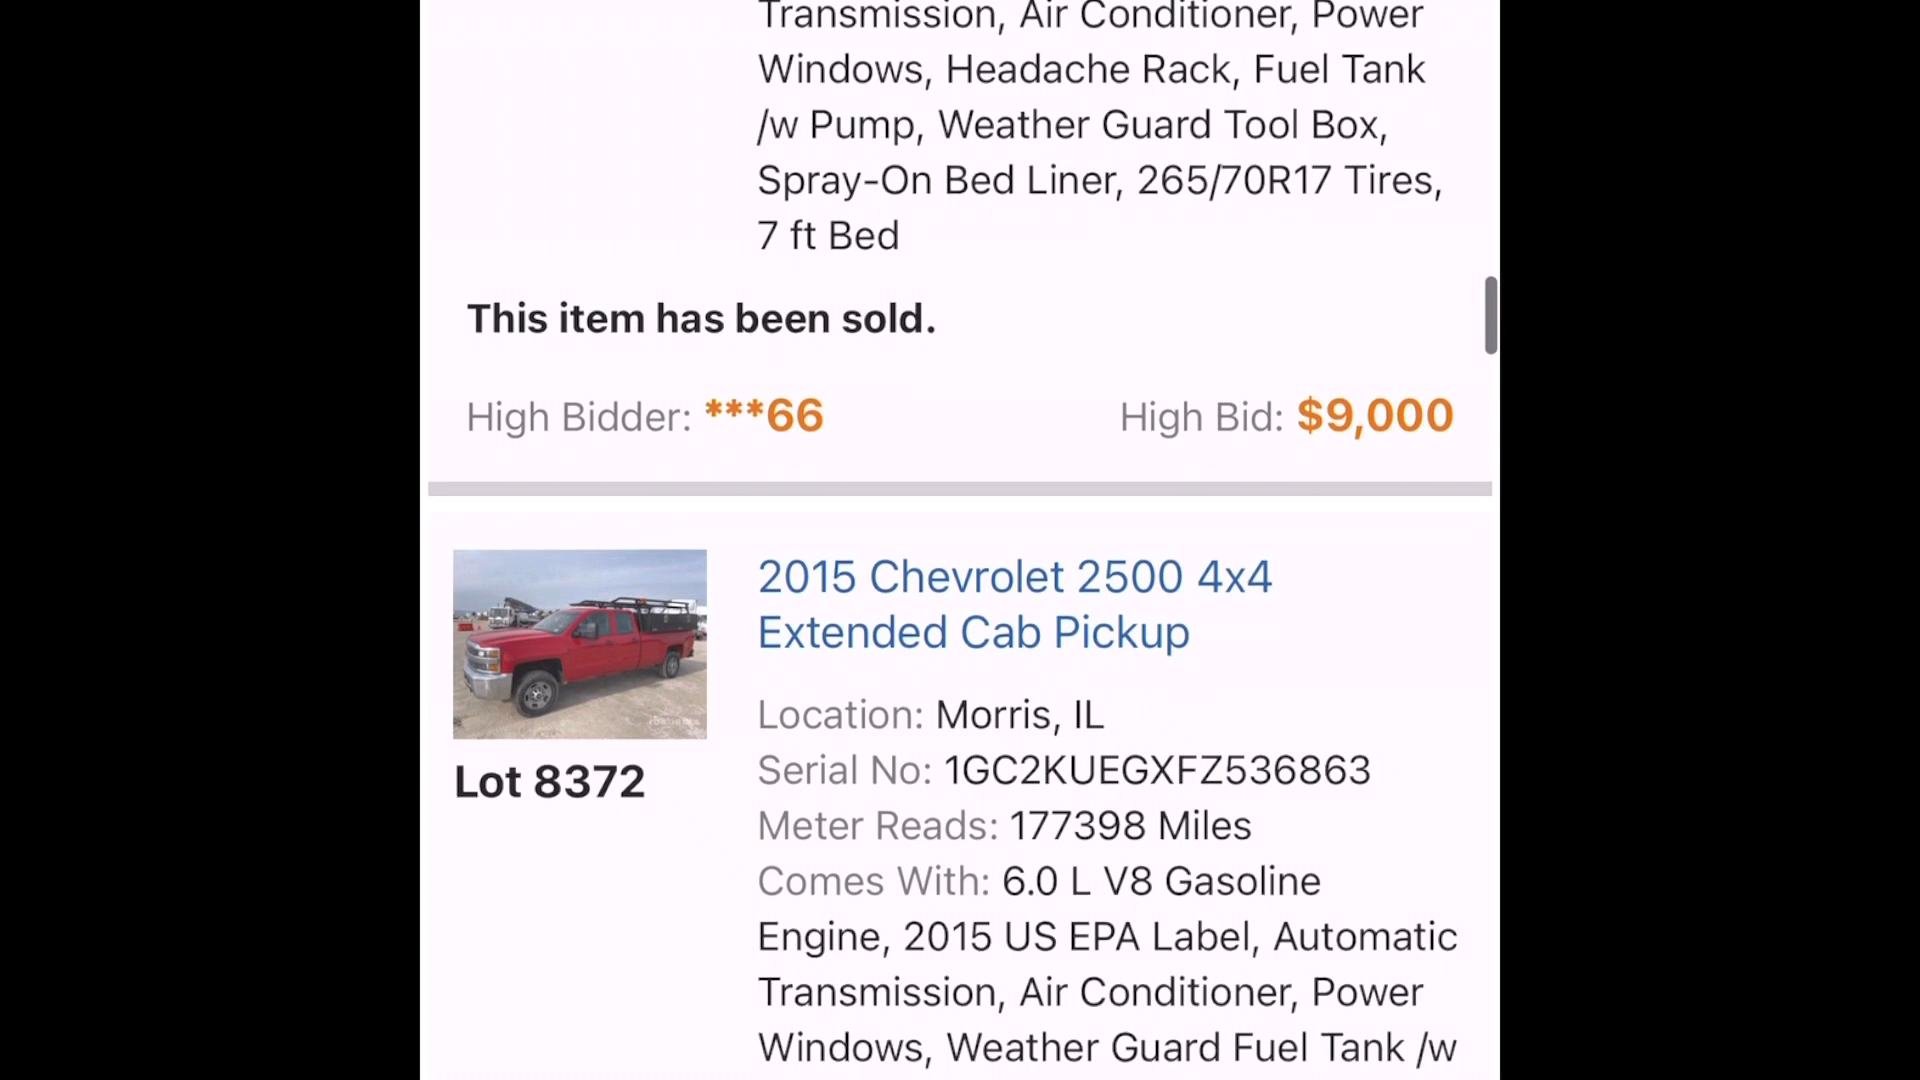 Transmission, Air Conditioner, Power
Windows, Headache Rack, Fuel Tank
/w Pump, Weather Guard Tool Box,
Spray-On Bed Liner, 265/70R17 Tires,
7 ft Bed
This item has been sold.
High Bidder: ***66
High Bid: $9,000
2015 Chevrolet 2500 4x4
Extended Cab Pickup
Lot 8372
Location: Morris, IL
Serial No: 1GC2KUEGXFZ536863
Meter Reads: 177398 Miles
Comes With: 6.0 L V8 Gasoline
Engine, 2015 US EPA Label, Automatic
Transmission, Air Conditioner, Power
Windows, Weather Guard Fuel Tank /w